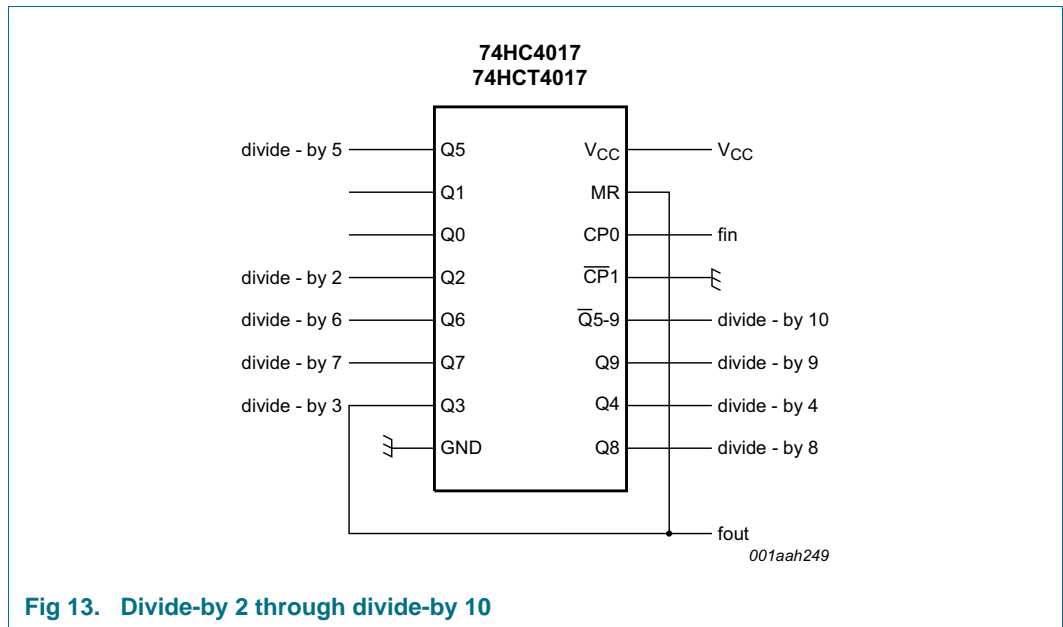 74HC4017
74HCT4017
divide - by 5 Q5 VCC VCC
Q1 MR
Q0 CP0 fin
divide - by 2 Q2 CP1
divide - by 6 Q6 Q5-9 divide - by 10
divide - by 7 Q7 Q9 divide - by 9
divide - by 3 Q3 Q4 divide - by 4
GND Q8 divide - by 8
fout
001aah249
Fig 13. Divide-by 2 through divide-by 10